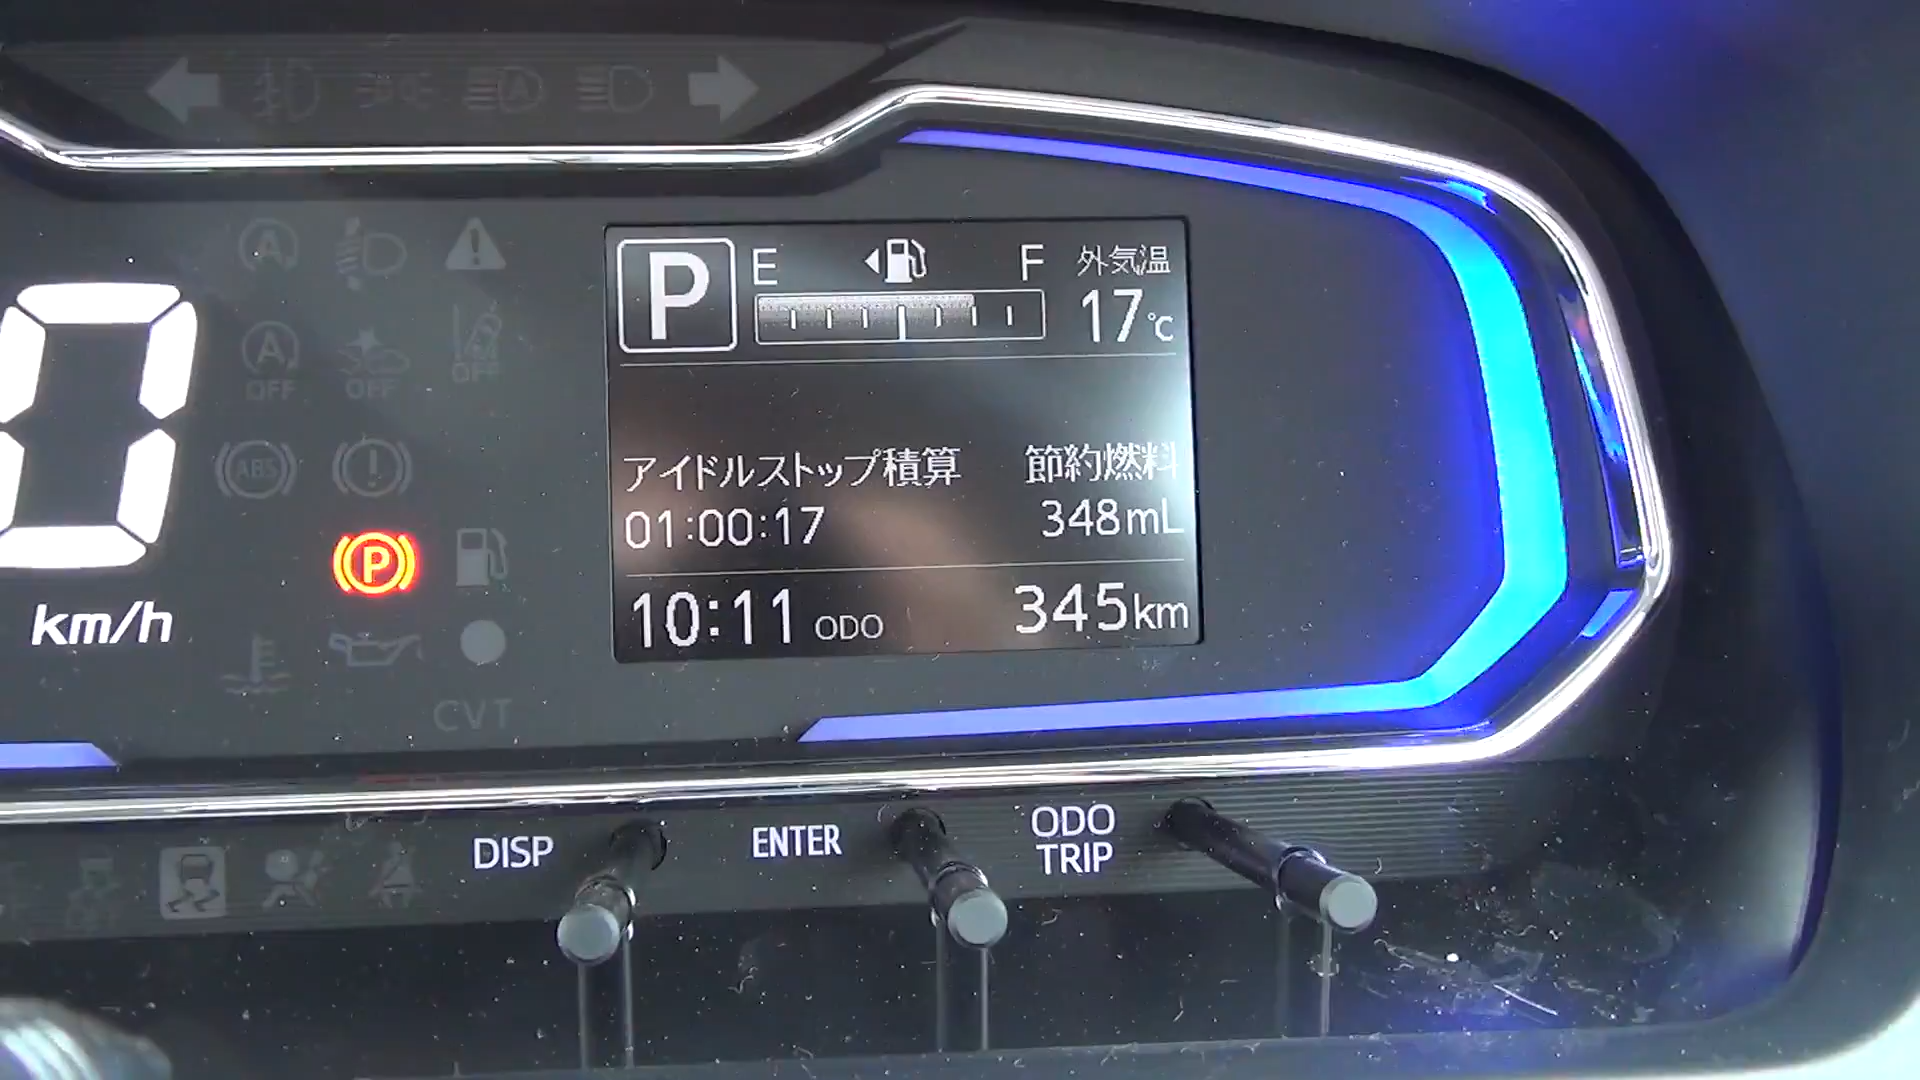 A
A
OFF
OFF
OFF
ABS
P
0
km/h
CVT
P
E
F
外気温
17℃
アイドルストップ積算
節約燃料
01:00:17
348mL
10:11 ODO
345km
DISP
ENTER
ODO
TRIP